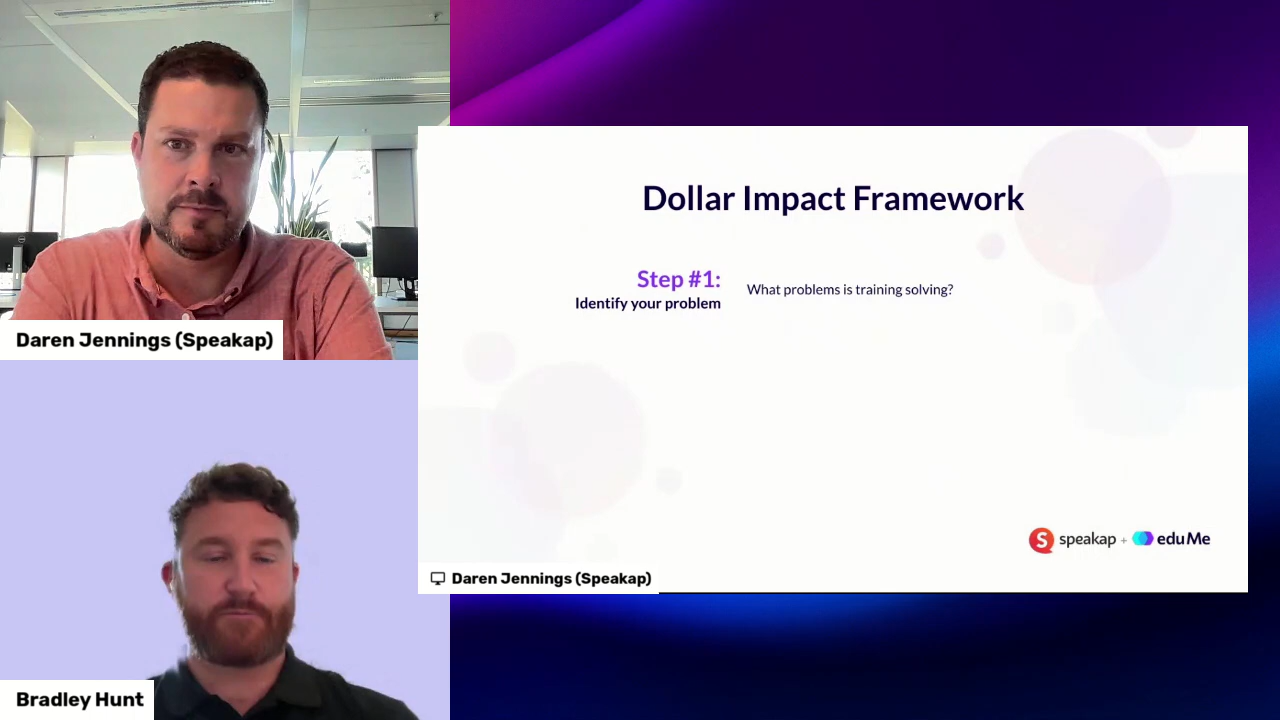 Daren Jennings (Speakap)
Bradley Hunt
Dollar Impact Framework
Step #1:
Identify your problem
What problems is training solving?
S speakap + eduMe
Daren Jennings (Speakap)